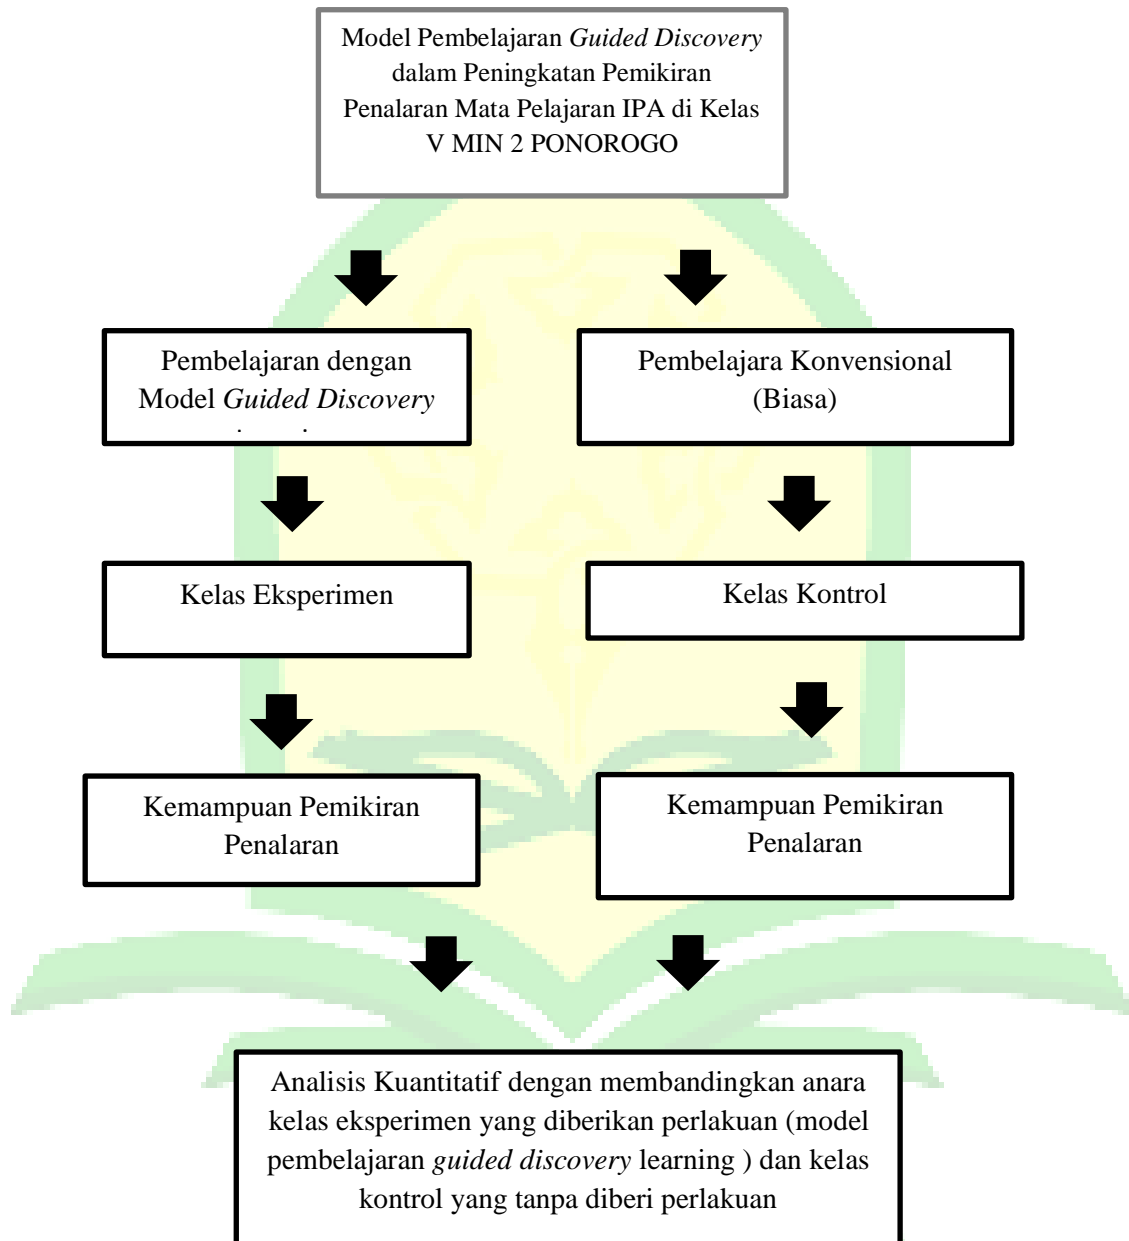 Model Pembelajaran Guided Discovery
dalam Peningkatan Pemikiran
Penalaran Mata Pelajaran IPA di Kelas
V MIN 2 PONOROGO
Pembelajaran dengan
Model Guided Discovery
Pembelajara Konvensional
(Biasa)
Kelas Eksperimen
Kelas Kontrol
Kemampuan Pemikiran
Penalaran
Kemampuan Pemikiran
Penalaran
Analisis Kuantitatif dengan membandingkan anara
kelas eksperimen yang diberikan perlakuan (model
pembelajaran guided discovery learning ) dan kelas
kontrol yang tanpa diberi perlakuan